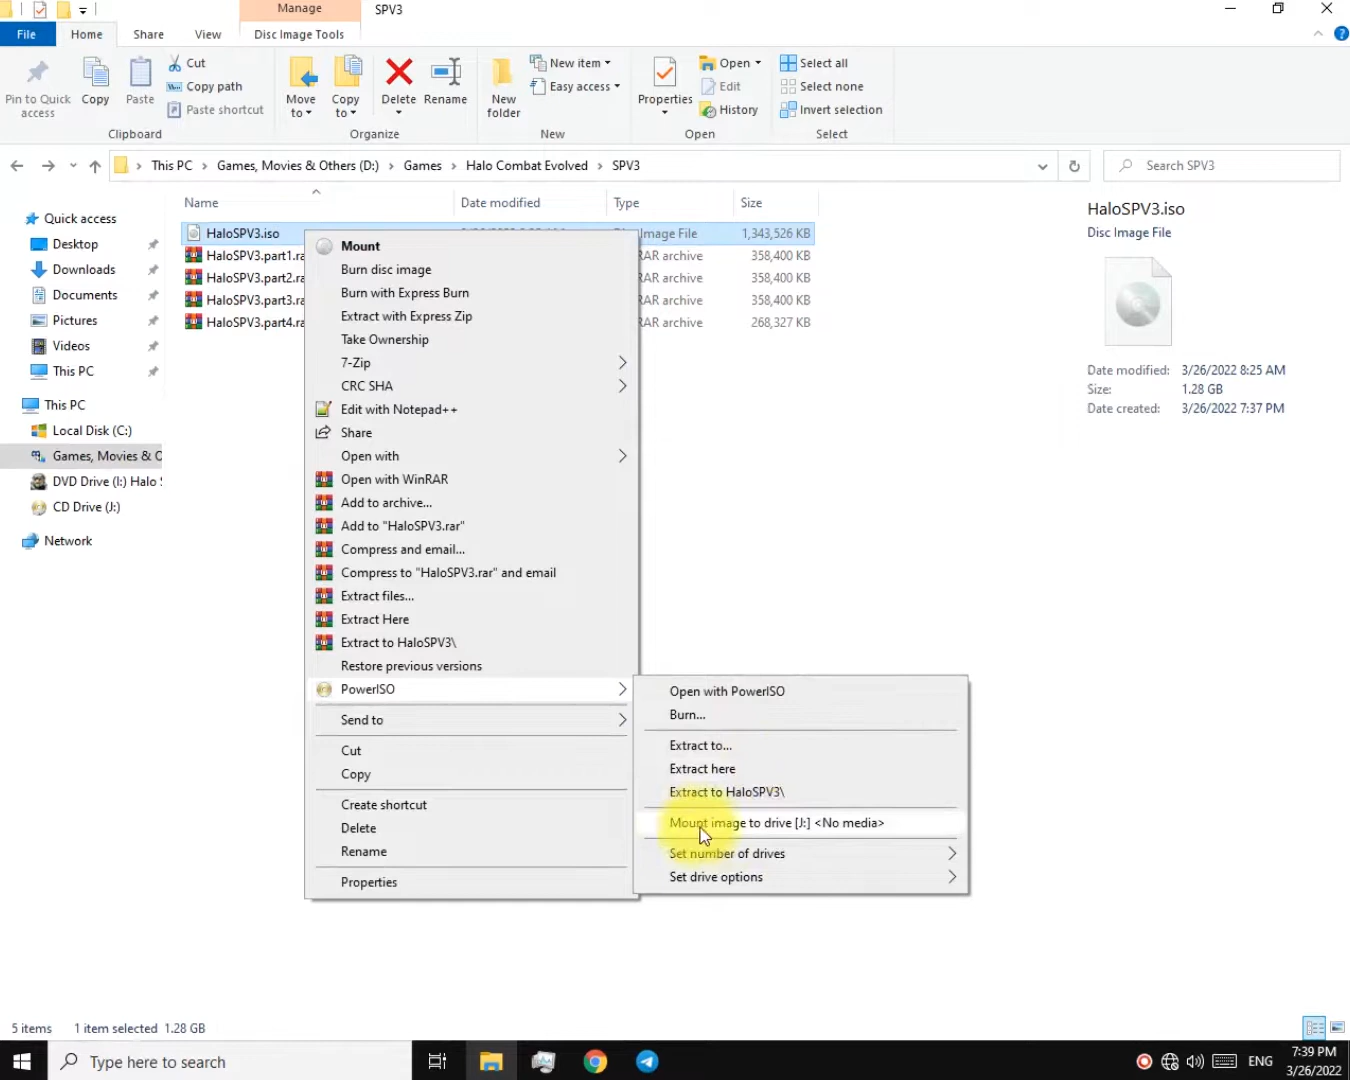 Manage
SPV3
File
Home
Share
View
Disc Image Tools
Pin to Quick access
Copy
Paste
Cut
Copy path
Paste shortcut
Clipboard
Move to
Copy to
Delete
Rename
Organize
New folder
New item
Easy access
New
Properties
Open
Edit
History
Open
Select all
Select none
Invert selection
Select
This PC > Games, Movies & Others (D:) > Games > Halo Combat Evolved > SPV3
Search SPV3
Name
Date modified
Type
Size
HaloSPV3.iso
Image File
1,343,526 KB
HaloSPV3.part1.ra
RAR archive
358,400 KB
HaloSPV3.part2.ra
RAR archive
358,400 KB
HaloSPV3.part3.ra
RAR archive
358,400 KB
HaloSPV3.part4.ra
RAR archive
268,327 KB
Quick access
Desktop
Downloads
Documents
Pictures
Videos
This PC
This PC
Local Disk (C:)
Games, Movies & O
DVD Drive (I:) Halo
CD Drive (J:)
Network
Mount
Burn disc image
Burn with Express Burn
Extract with Express Zip
Take Ownership
7-Zip
CRC SHA
Edit with Notepad++
Share
Open with
Open with WinRAR
Add to archive...
Add to "HaloSPV3.rar"
Compress and email...
Compress to "HaloSPV3.rar" and email
Extract files...
Extract Here
Extract to HaloSPV3\
Restore previous versions
PowerISO
Send to
Cut
Copy
Create shortcut
Delete
Rename
Properties
Open with PowerISO
Burn...
Extract to...
Extract here
Extract to HaloSPV3\
Mount image to drive [J:] <No media>
Set number of drives
Set drive options
HaloSPV3.iso
Disc Image File
Date modified: 3/26/2022 8:25 AM
Size: 1.28 GB
Date created: 3/26/2022 7:37 PM
5 items
1 item selected 1.28 GB
Type here to search
ENG
7:39 PM
3/26/2022